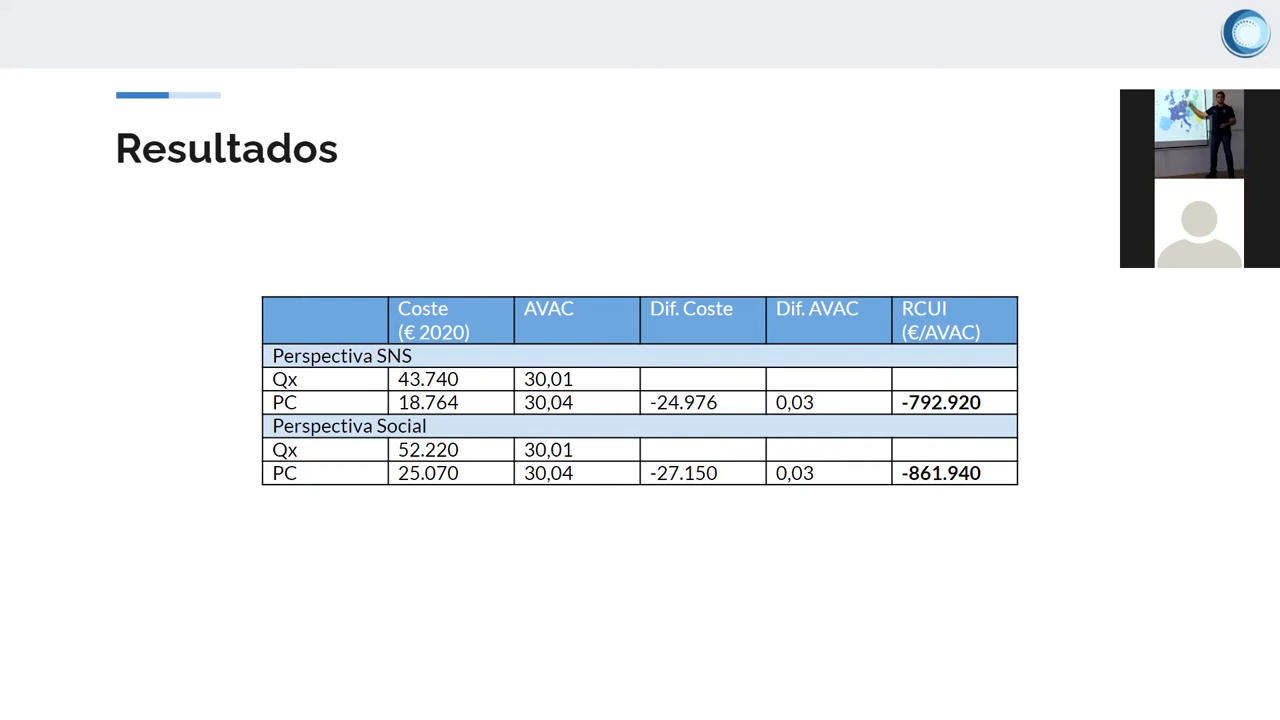 Resultados
Coste (€ 2020) AVAC Dif. Coste Dif. AVAC RCUI (€/AVAC)
Perspectiva SNS
Qx 43.740 30,01
PC 18.764 30,04 -24.976 0,03 -792.920
Perspectiva Social
Qx 52.220 30,01
PC 25.070 30,04 -27.150 0,03 -861.940